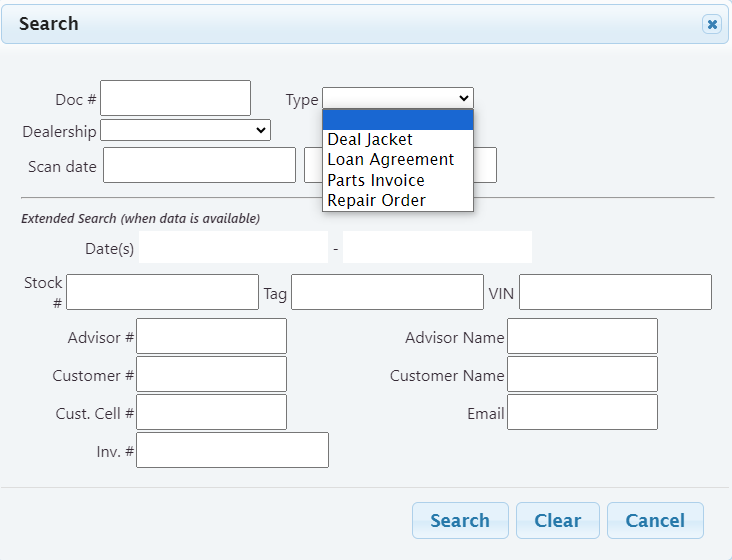 Search
Doc #
Type
Dealership
Deal Jacket
Loan Agreement
Scan date
Parts Invoice
Repair Order
Extended Search (when data is available)
Date(s) -
Stock # Tag VIN
Advisor # Advisor Name
Customer # Customer Name
Cust. Cell # Email
Inv. #
Search Clear Cancel